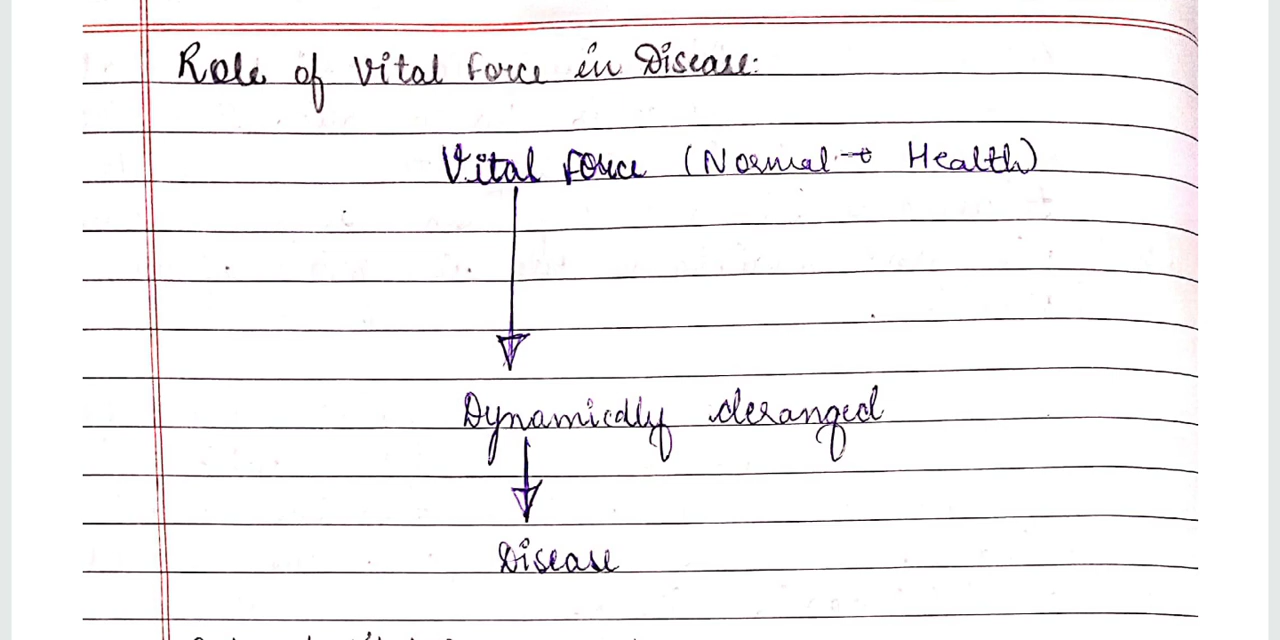 Role of Vital Force in Disease:
Vital Force (Normal → Health)
Dynamically deranged
Disease